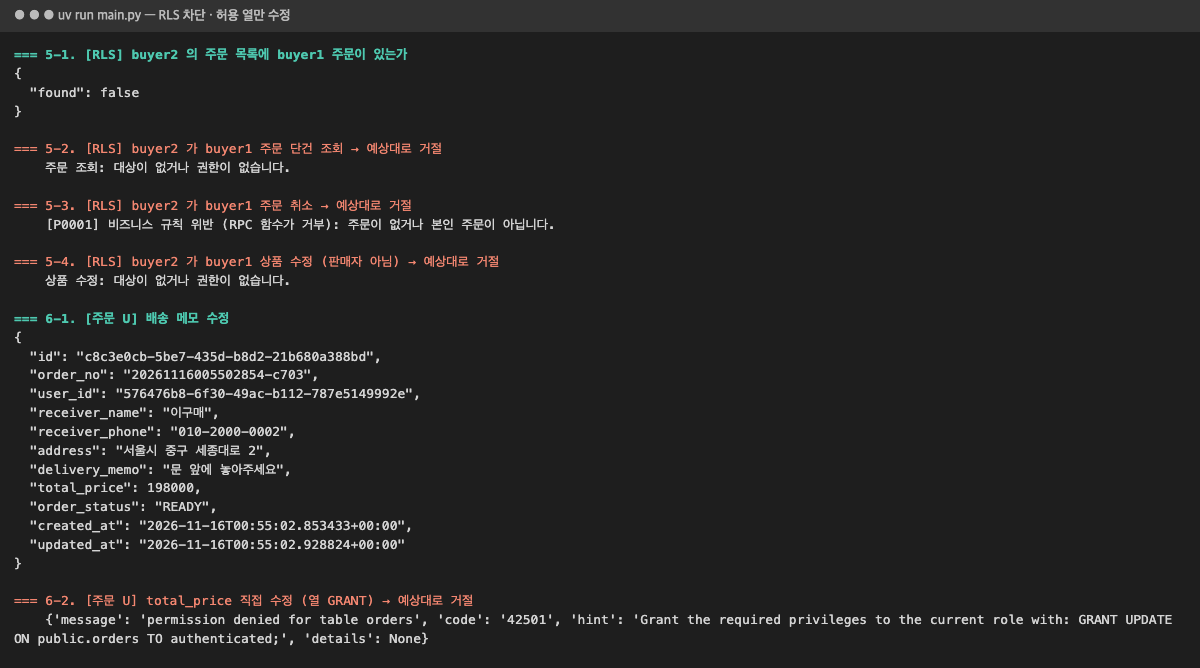 uv run main.py — RLS 차단 · 허용 열만 수정
=== 5-1. [RLS] buyer2 의 주문 목록에 buyer1 주문이 있는가
{
  "found": false
}
=== 5-2. [RLS] buyer2 가 buyer1 주문 단건 조회 → 예상대로 거절
    주문 조회: 대상이 없거나 권한이 없습니다.
=== 5-3. [RLS] buyer2 가 buyer1 주문 취소 → 예상대로 거절
    [P0001] 비즈니스 규칙 위반 (RPC 함수가 거부): 주문이 없거나 본인 주문이 아닙니다.
=== 5-4. [RLS] buyer2 가 buyer1 상품 수정 (판매자 아님) → 예상대로 거절
    상품 수정: 대상이 없거나 권한이 없습니다.
=== 6-1. [주문 U] 배송 메모 수정
{
  "id": "c8c3e0cb-5be7-435d-b8d2-21b680a388bd",
  "order_no": "20261116005502854-c703",
  "user_id": "576476b8-6f30-49ac-b112-787e5149992e",
  "receiver_name": "이구매",
  "receiver_phone": "010-2000-0002",
  "address": "서울시 중구 세종대로 2",
  "delivery_memo": "문 앞에 놓아주세요",
  "total_price": 198000,
  "order_status": "READY",
  "created_at": "2026-11-16T00:55:02.853433+00:00",
  "updated_at": "2026-11-16T00:55:02.928824+00:00"
}
=== 6-2. [주문 U] total_price 직접 수정 (열 GRANT) → 예상대로 거절
    {'message': 'permission denied for table orders', 'code': '42501', 'hint': 'Grant the required privileges to the current role with: GRANT UPDATE
ON public.orders TO authenticated;', 'details': None}